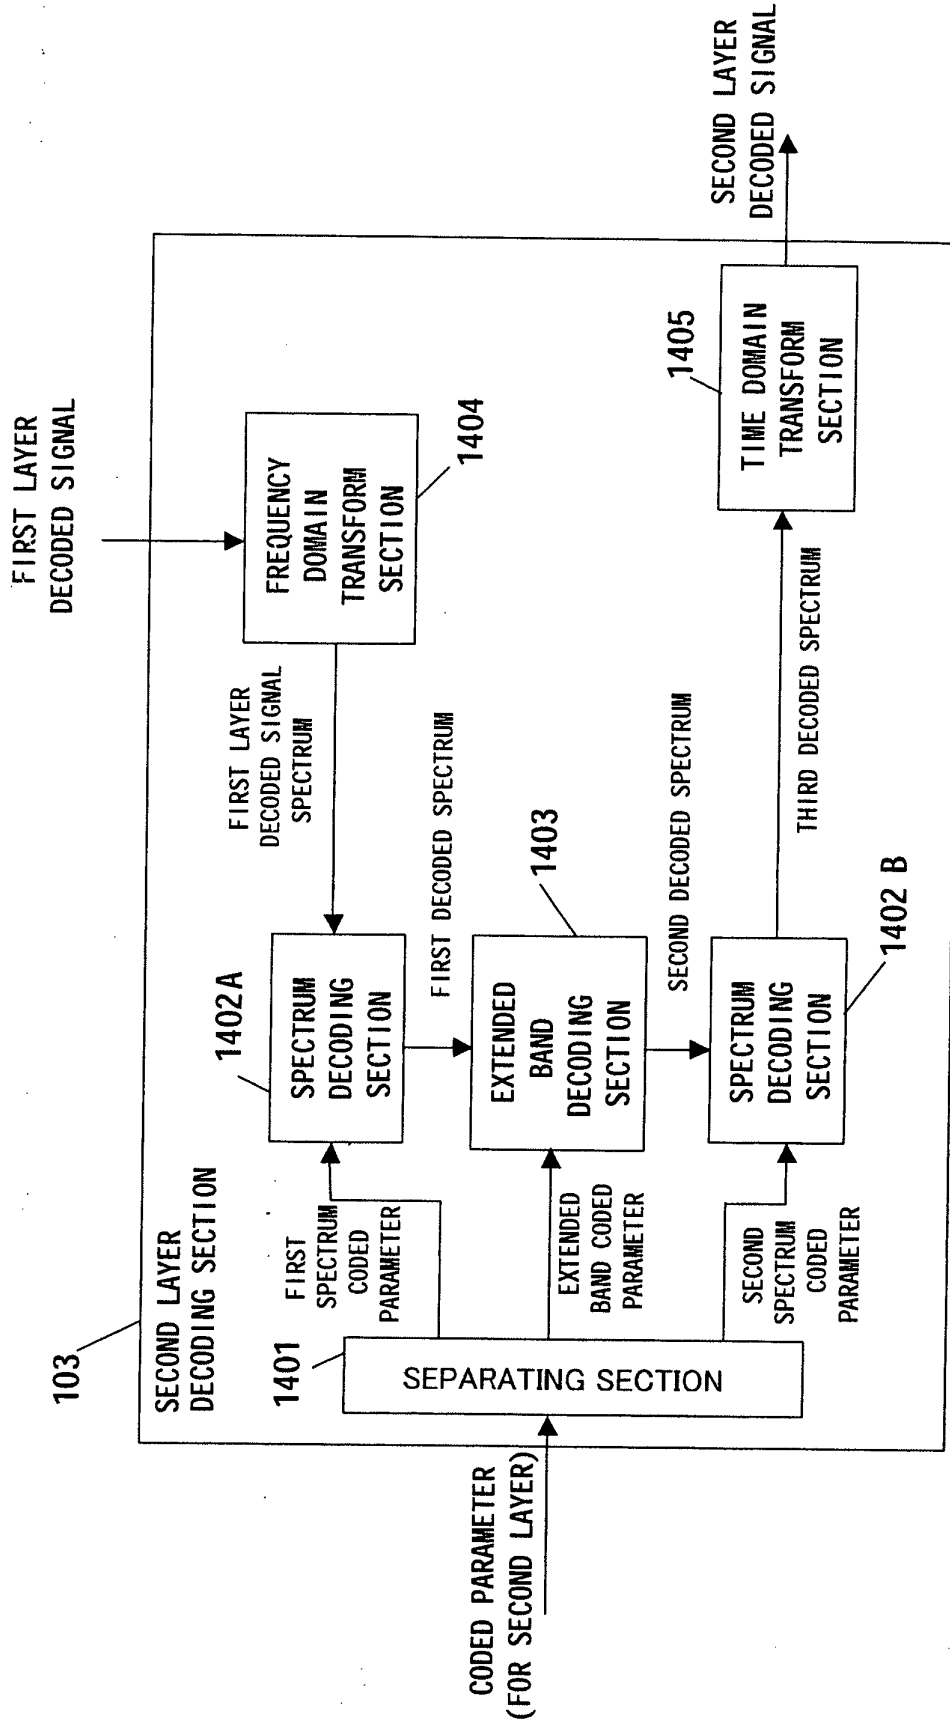 FIRST LAYER
DECODED SIGNAL
SECOND LAYER
DECODED SIGNAL
103
SECOND LAYER
DECODING SECTION
FREQUENCY
DOMAIN
TRANSFORM
SECTION
1404
FIRST LAYER
DECODED SIGNAL
SPECTRUM
1402A
SPECTRUM
DECODING
SECTION
FIRST
SPECTRUM
CODED
PARAMETER
FIRST DECODED SPECTRUM
1401
SEPARATING SECTION
CODED PARAMETER
(FOR SECOND LAYER)
EXTENDED
BAND CODED
PARAMETER
EXTENDED
BAND
DECODING
SECTION
1403
SECOND DECODED SPECTRUM
SECOND
SPECTRUM
CODED
PARAMETER
SPECTRUM
DECODING
SECTION
1402 B
THIRD DECODED SPECTRUM
1405
TIME DOMAIN
TRANSFORM
SECTION